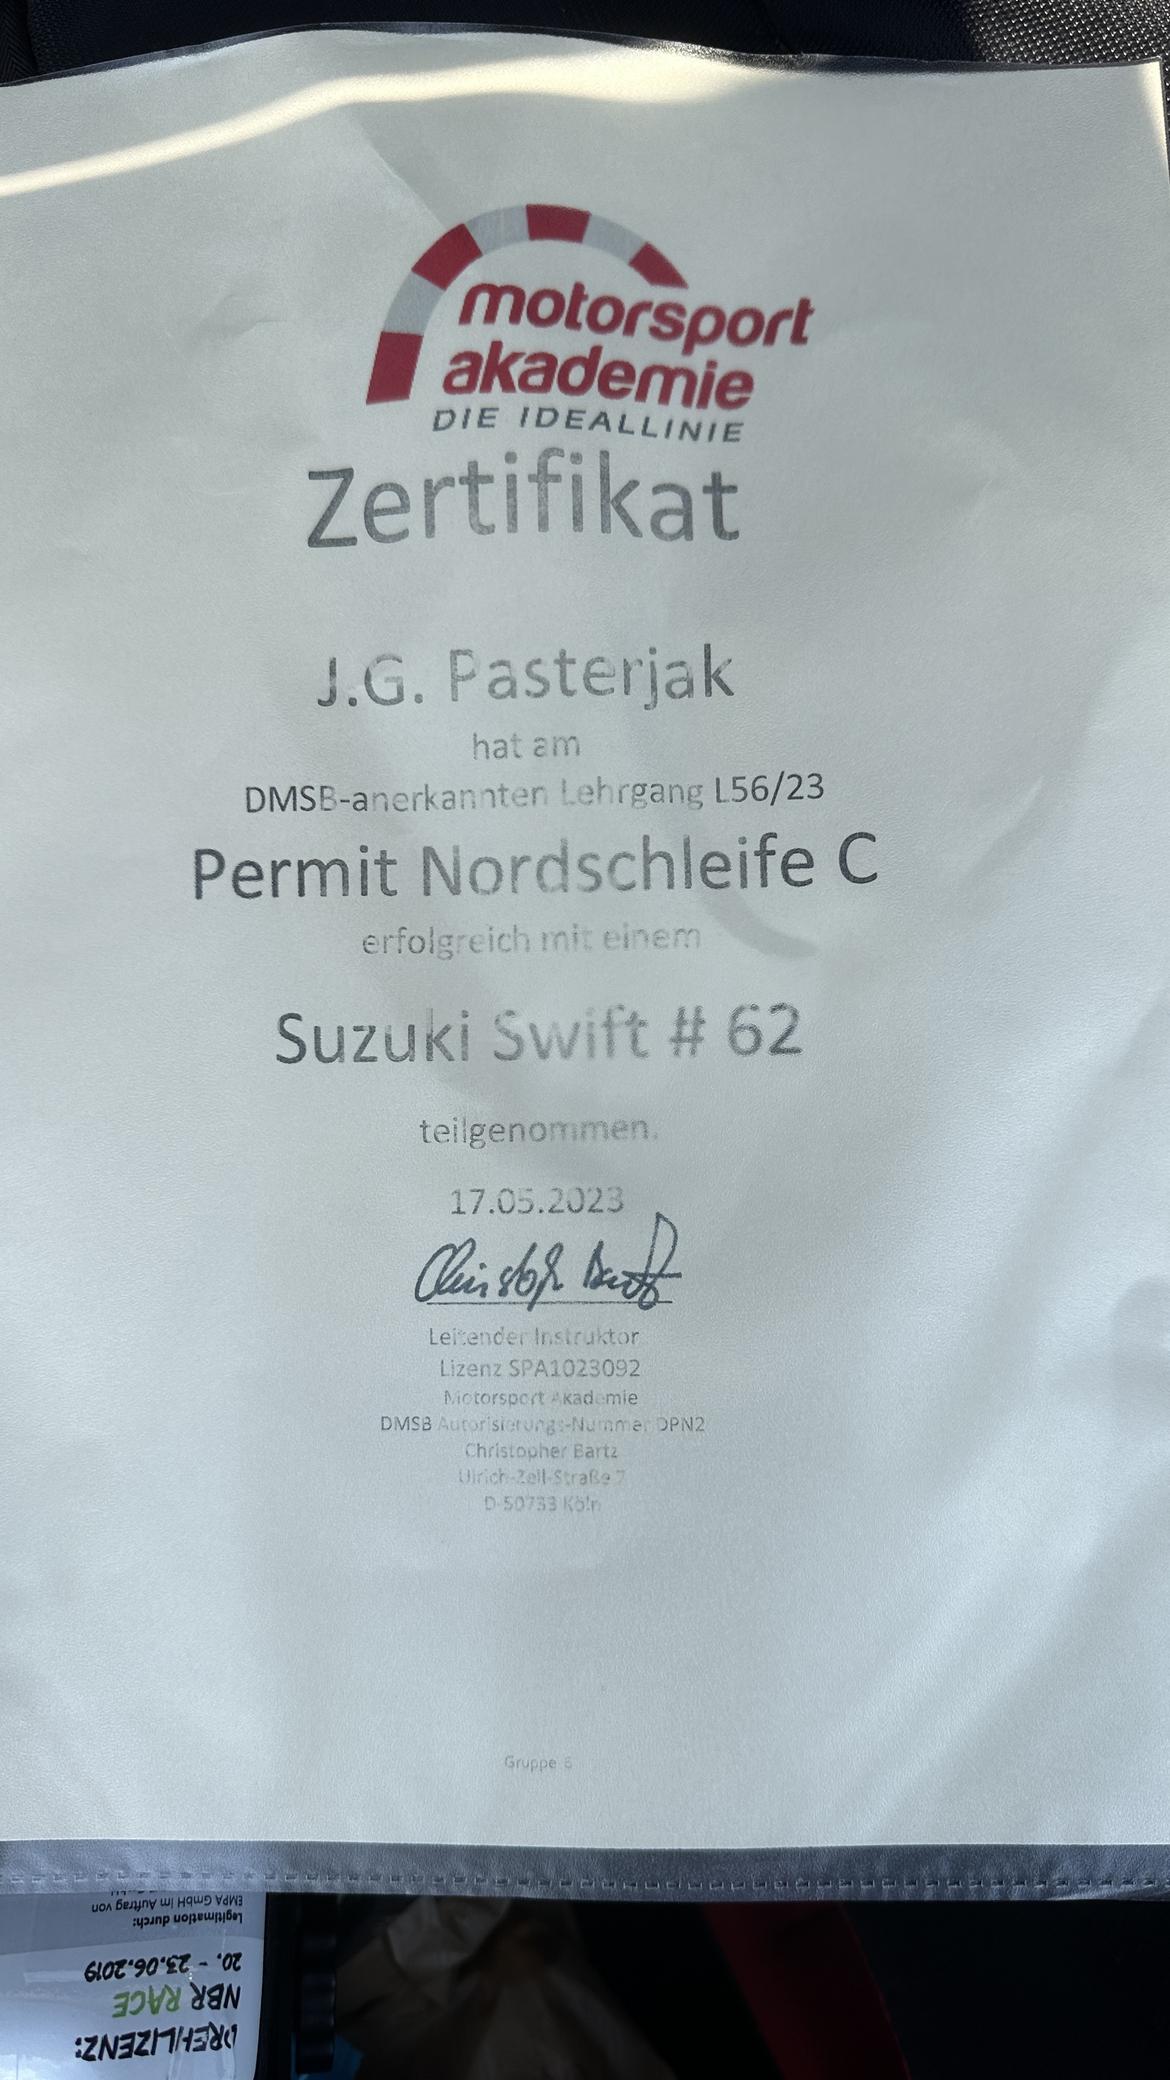 motorsport
akademie
DIE IDEALLINIE
Zertifikat
J.G. Pasterjak
hat am
DMSB-anerkannten Lehrgang L56/23
Permit Nordschleife C
erfolgreich mit einem
Suzuki Swift # 62
teilgenommen.
17.05.2023
Christoph Bartz
Leitender Instruktor
Lizenz SPA1023092
Motorsport Akademie
DMSB Autorisierungs-Nummer DPN2
Christopher Bartz
Ulrich-Zell-Straße 7
D-50733 Köln
Gruppe 6
DREHLIZENZ:
NBR RACE
20. - 23.06.2019
Legitimation durch:
EMPA GmbH im Auftrag von